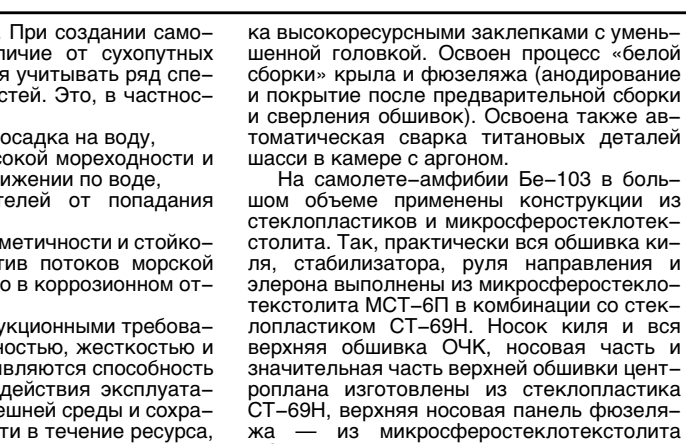 . При создании само–
личие от сухопутных
я учитывать ряд спе–
стей. Это, в частнос–
осадка на воду,
сокой мореходности и
ижении по воде,
телей от попадания
метичности и стойко–
тив потоков морской
о в коррозионном от–
укционными требова–
ностью, жесткостью и
являются способность
действия эксплуата–
ешней среды и сохра–
ти в течение ресурса,
ка высокоресурсными заклепками с умень–
шенной головкой. Освоен процесс «белой
сборки» крыла и фюзеляжа (анодирование
и покрытие после предварительной сборки
и сверления обшивок). Освоена также ав–
томатическая сварка титановых деталей
шасси в камере с аргоном.
На самолете–амфибии Бе–103 в боль–
шом объеме применены конструкции из
стеклопластиков и микросферостеклотек–
столита. Так, практически вся обшивка ки–
ля, стабилизатора, руля направления и
элерона выполнены из микросферостекло–
текстолита МСТ–6П в комбинации со стек–
лопластиком СТ–69Н. Носок киля и вся
верхняя обшивка ОЧК, носовая часть и
значительная часть верхней обшивки цент–
роплана изготовлены из стеклопластика
СТ–69Н, верхняя носовая панель фюзеля–
жа — из микросферостеклотекстолита